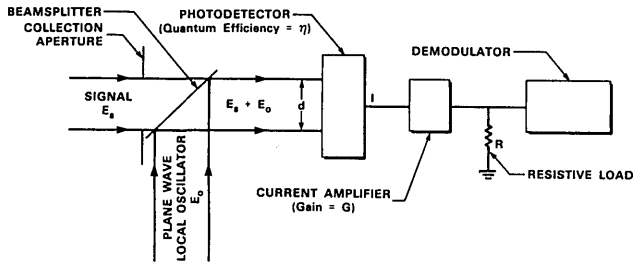 BEAMSPLITTER
COLLECTION
APERTURE
PHOTODETECTOR
(Quantum Efficiency = η)
DEMODULATOR
SIGNAL
Es
Es + Eo
d
I
R
PLANE WAVE
LOCAL OSCILLATOR
Eo
CURRENT AMPLIFIER
(Gain = G)
RESISTIVE LOAD